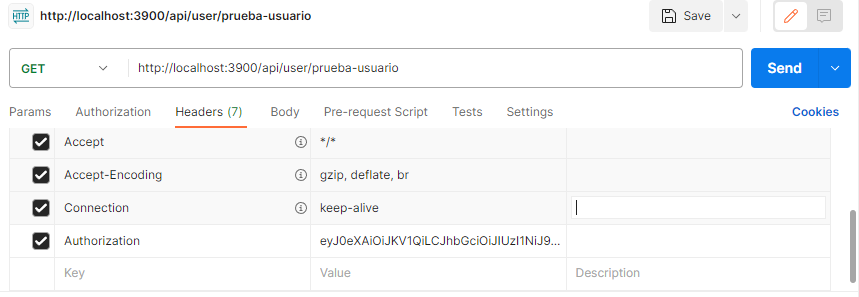 HTTP http://localhost:3900/api/user/prueba-usuario Save
GET http://localhost:3900/api/user/prueba-usuario Send
Params Authorization Headers (7) Body Pre-request Script Tests Settings Cookies
Accept */*
Accept-Encoding gzip, deflate, br
Connection keep-alive
Authorization eyJ0eXAiOiJKV1QiLCJhbGciOiJIUzI1NiJ9...
Key Value Description